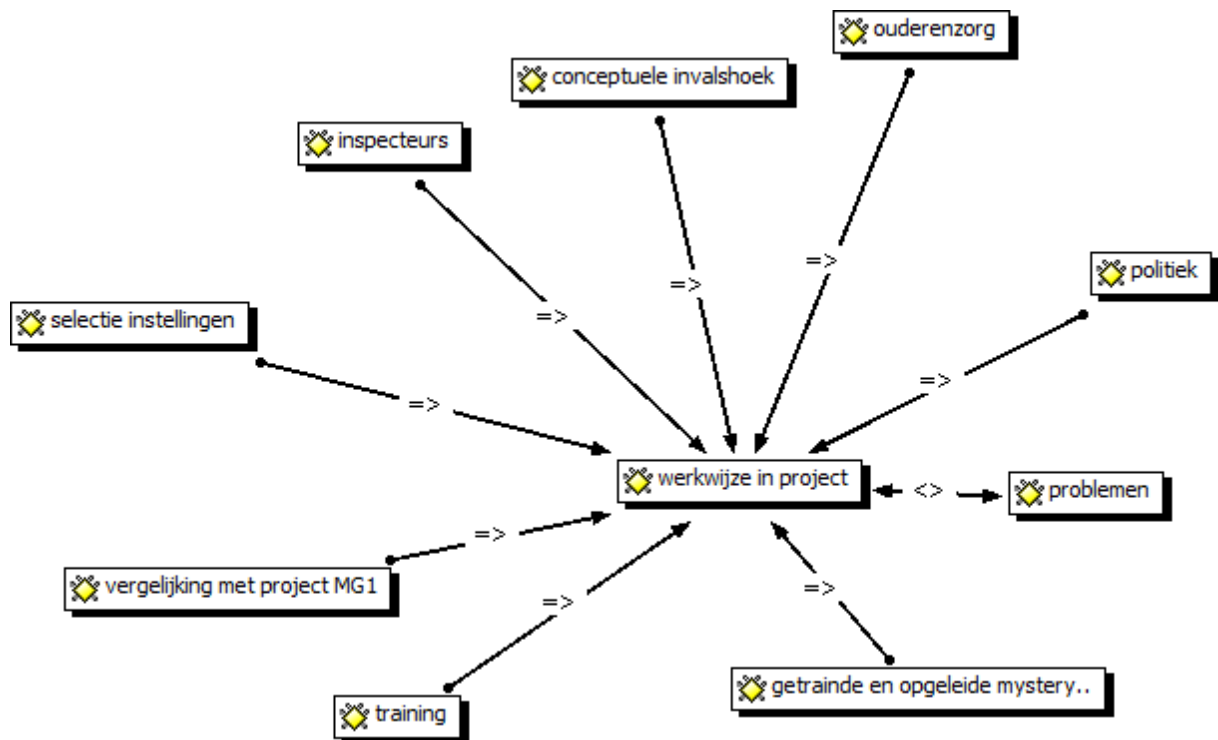 ouderenzorg
conceptuele invalshoek
inspecteurs
=>
politiek
=>
selectie instellingen
=>
=>
=>
=>
werkwijze in project
<>
problemen
=>
vergelijking met project MG1
=>
=>
getrainde en opgeleide mystery..
training